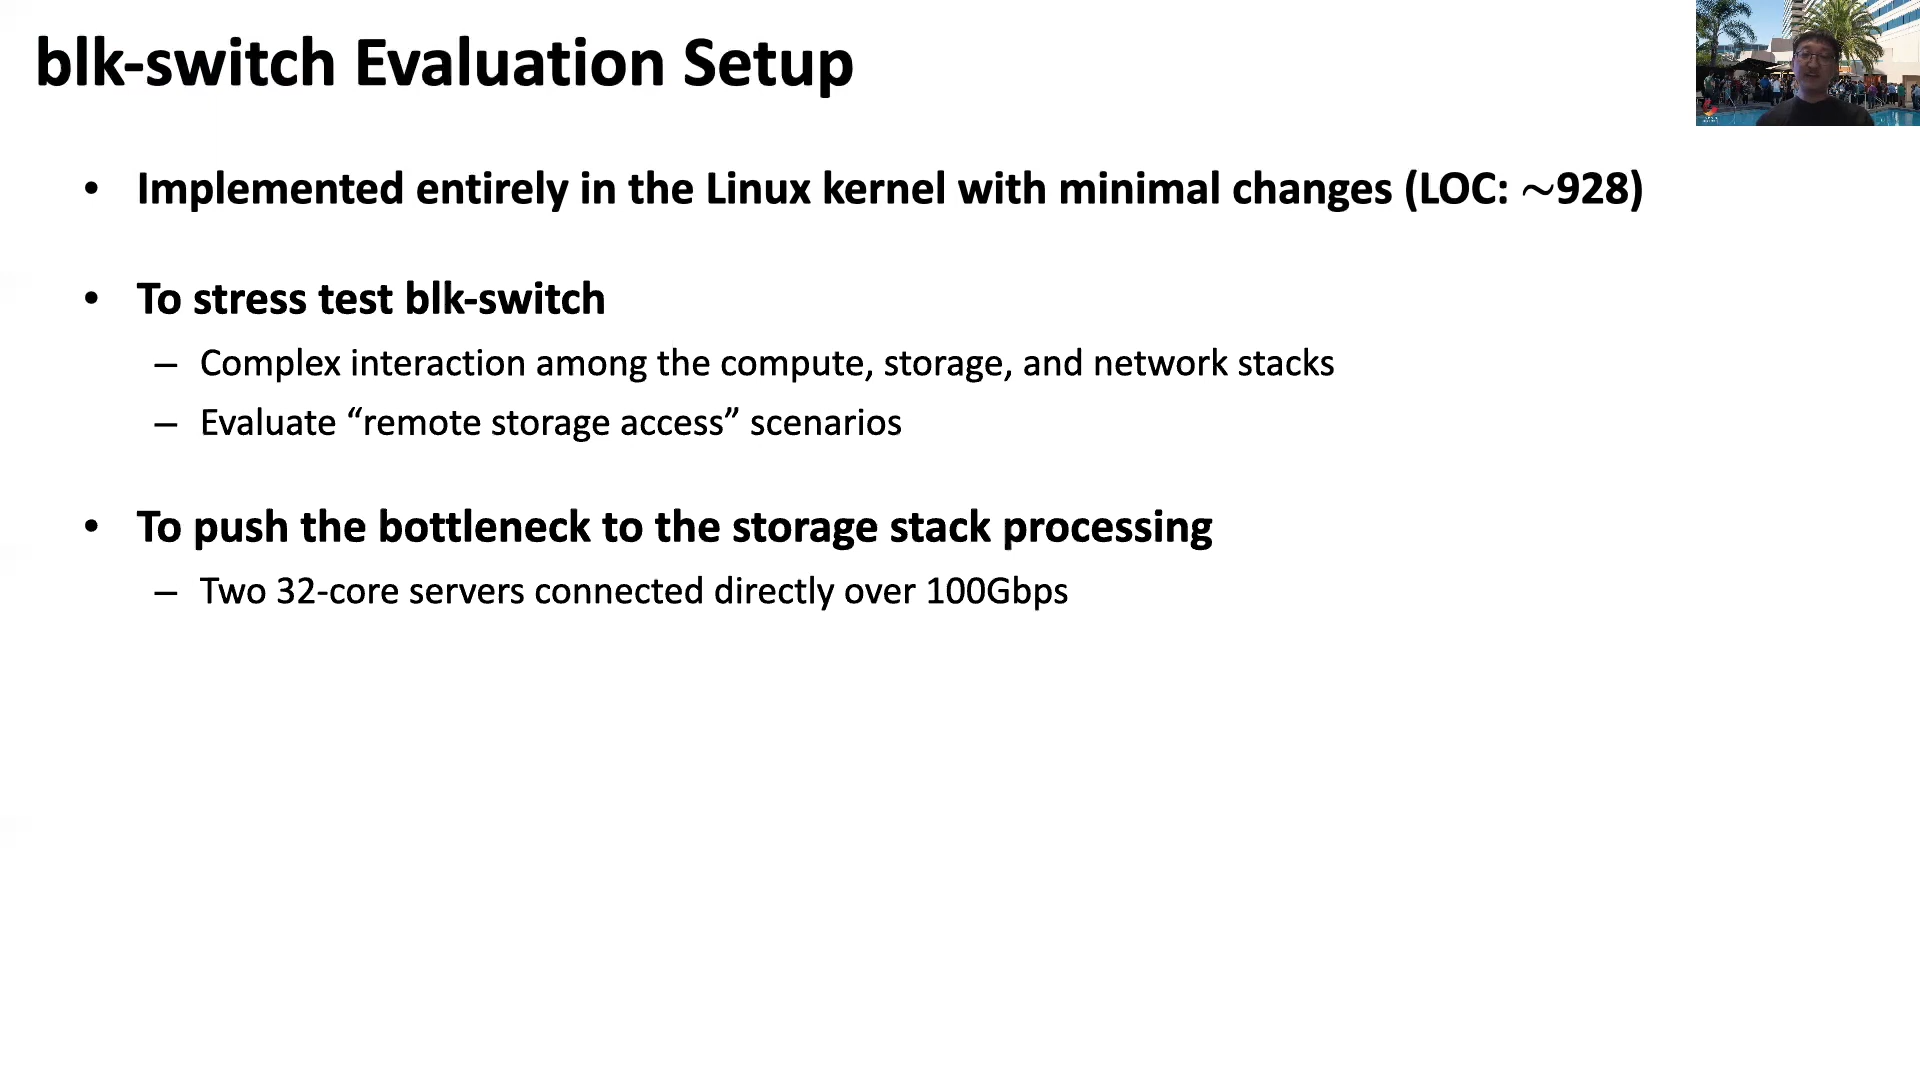 blk-switch Evaluation Setup
• Implemented entirely in the Linux kernel with minimal changes (LOC: ~928)
• To stress test blk-switch
– Complex interaction among the compute, storage, and network stacks
– Evaluate “remote storage access” scenarios
• To push the bottleneck to the storage stack processing
– Two 32-core servers connected directly over 100Gbps